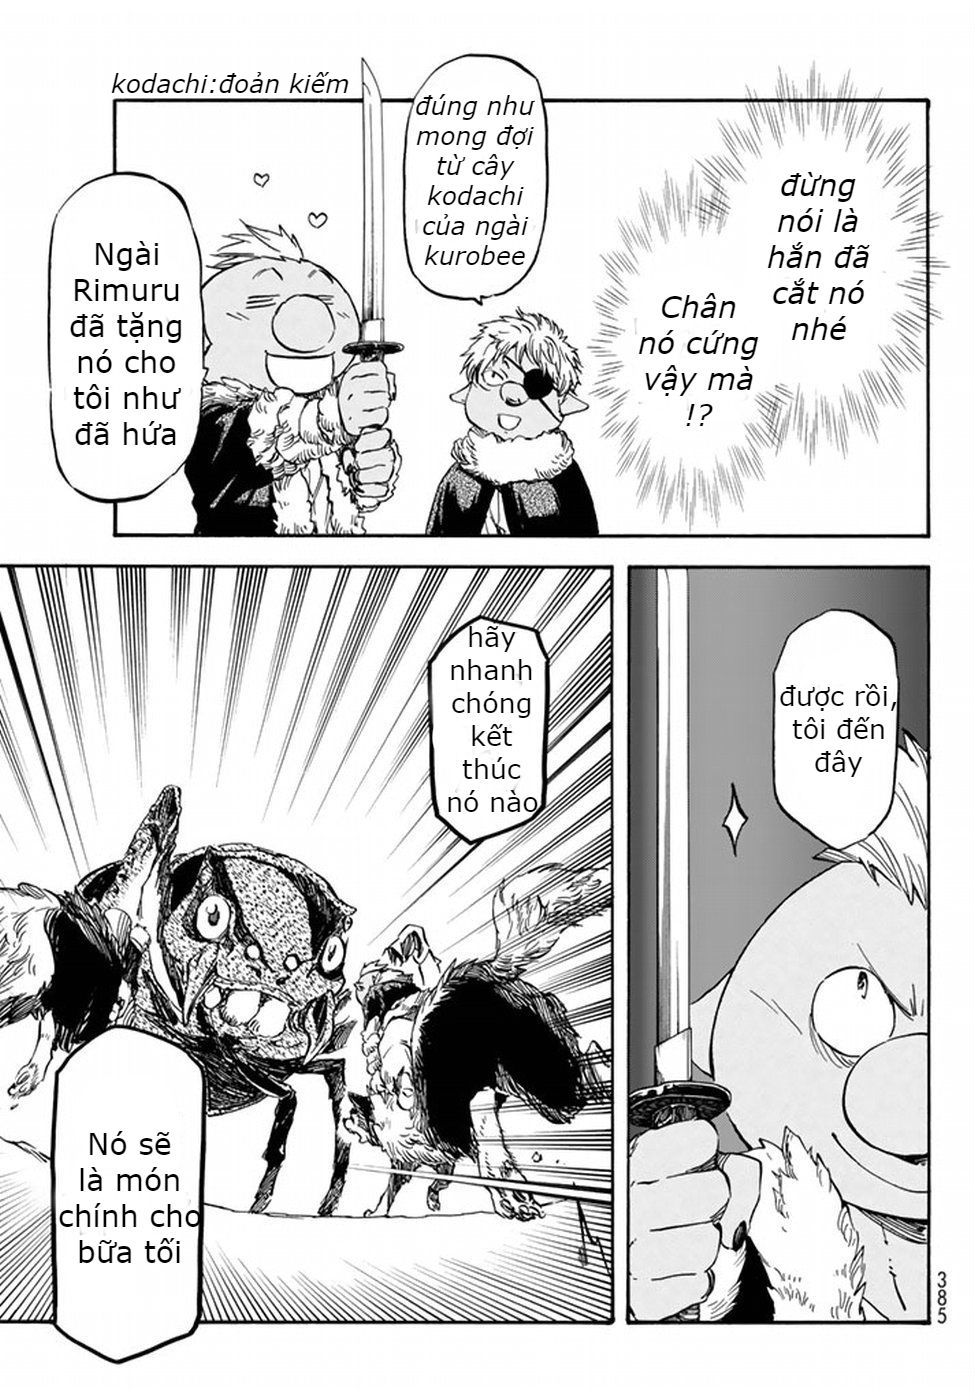 kodachi:đoản kiếm
đừng
nói là
hắn đã
cắt nó
nhé
Chân
nó cứng
vậy mà
!?
đúng như
mong đợi
từ cây
kodachi
của ngài
kurobee
Ngài
Rimuru
đã tặng
nó cho
tôi như
đã hứa
được rồi,
tôi đến
đây
hãy
nhanh
chóng
kết
thúc
nó nào
Nó sẽ
là món
chính cho
bữa tối
385